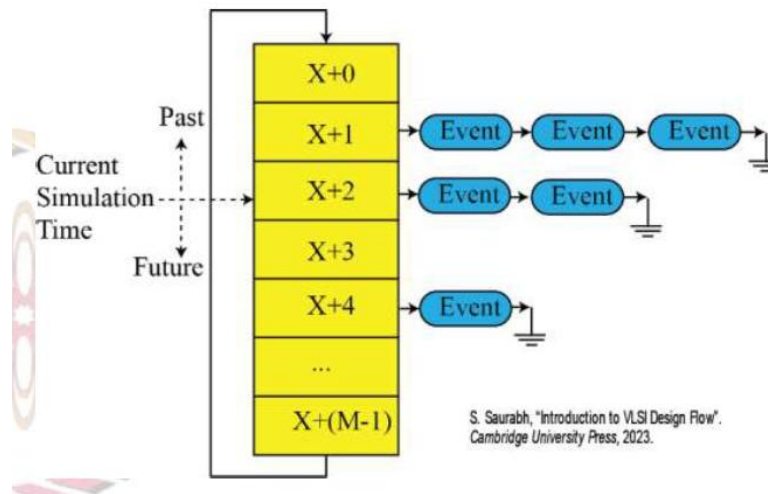 X+0
Past
X+1
Event
Event
Event
Current
Simulation
Time
X+2
Event
Event
X+3
Future
X+4
Event
...
X+(M-1)
S. Saurabh, "Introduction to VLSI Design Flow".
Cambridge University Press, 2023.